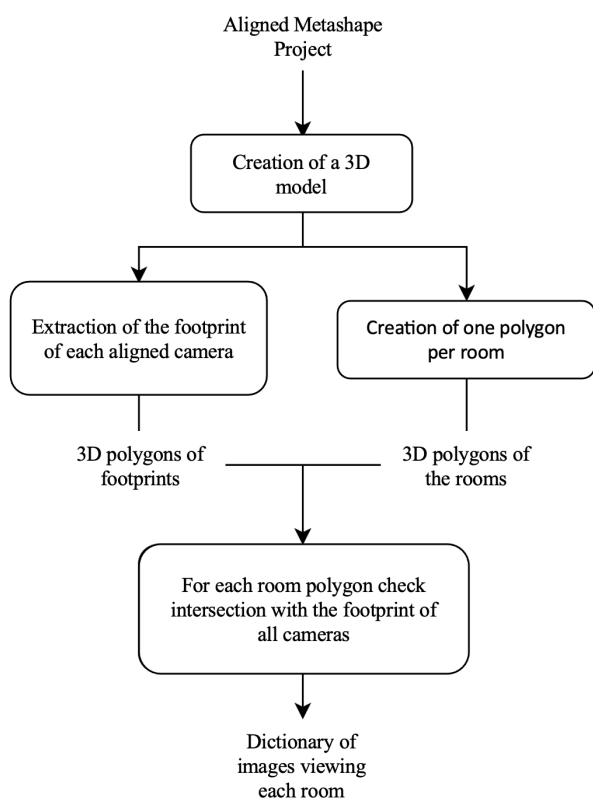 Aligned Metashape
Project
Creation of a 3D
model
Extraction of the footprint
of each aligned camera
Creation of one polygon
per room
3D polygons of
footprints
3D polygons of
the rooms
For each room polygon check
intersection with the footprint of
all cameras
Dictionary of
images viewing
each room